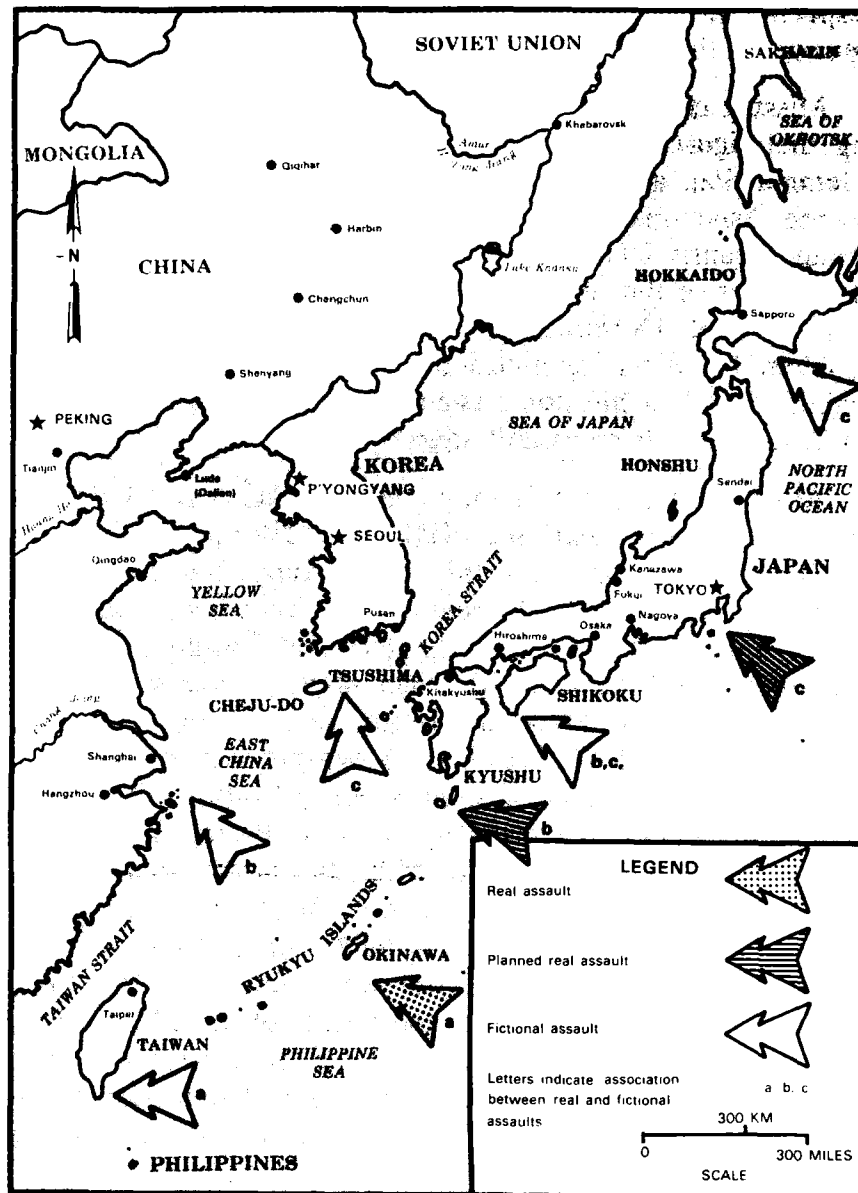 SOVIET UNION
SAKHALIN
SEA OF
OKHOTSK
Khabarovsk
Amur
MONGOLIA
Qiqihar
N
Harbin
CHINA
HOKKAIDO
Changchun
Sapporo
Shenyang
c
PEKING
Tianjin
SEA OF JAPAN
HONSHU
NORTH
PACIFIC
OCEAN
KOREA
Luda
(Dalian)
P'YONGYANG
Sendai
SEOUL
Qingdao
YELLOW
SEA
KOREA STRAIT
Kanazawa
Fukui
TOKYO
JAPAN
Nagoya
Pusan
Hiroshima
Osaka
TSUSHIMA
Kitakyushu
SHIKOKU
c
CHEJU-DO
EAST
CHINA
SEA
Shanghai
Hangzhou
c
KYUSHU
b,c.
b
b
RYUKYU ISLANDS
OKINAWA
a
TAIWAN STRAIT
Taipei
TAIWAN
PHILIPPINE
SEA
a
PHILIPPINES
LEGEND
Real assault
Planned real assault
Fictional assault
Letters indicate association
between real and fictional
assaults
a b. c
300 KM
0 300 MILES
SCALE